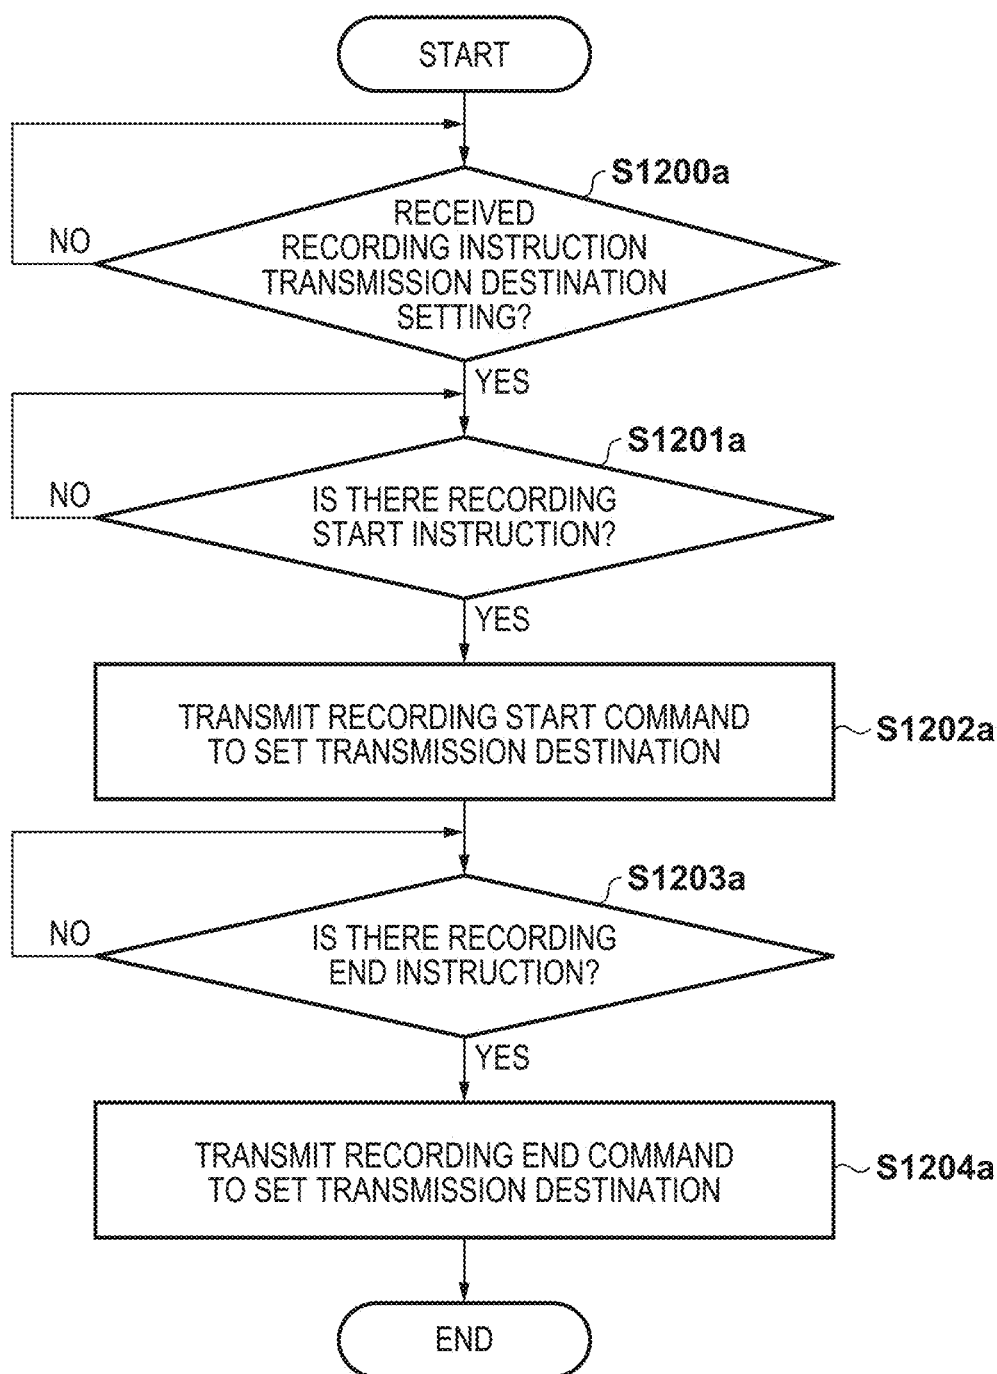 START
S1200a
RECEIVED
RECORDING INSTRUCTION
TRANSMISSION DESTINATION
SETTING?
NO
YES
S1201a
IS THERE RECORDING
START INSTRUCTION?
NO
YES
TRANSMIT RECORDING START COMMAND
TO SET TRANSMISSION DESTINATION
S1202a
S1203a
IS THERE RECORDING
END INSTRUCTION?
NO
YES
TRANSMIT RECORDING END COMMAND
TO SET TRANSMISSION DESTINATION
S1204a
END